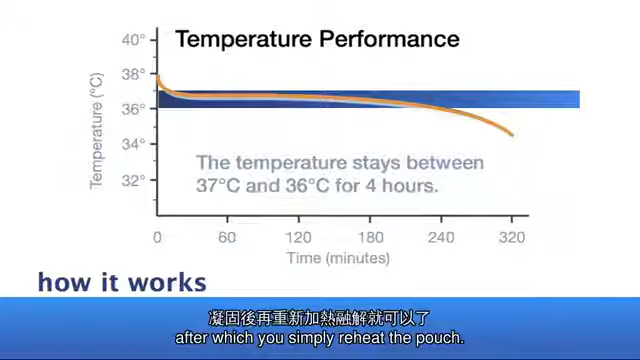 Temperature Performance
40°
38°
36°
34°
32°
Temperature (°C)
The temperature stays between
37°C and 36°C for 4 hours.
0 60 120 180 240 320
Time (minutes)
how it works
凝固後再重新加熱融解就可以了
after which you simply reheat the pouch.